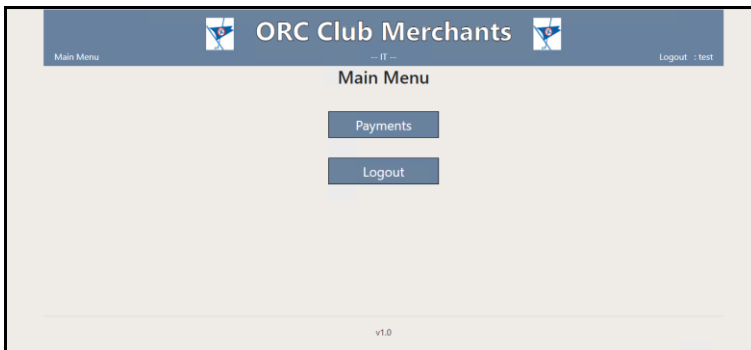 ORC Club Merchants
Main Menu -- IT -- Logout : test
Main Menu
Payments
Logout
v1.0